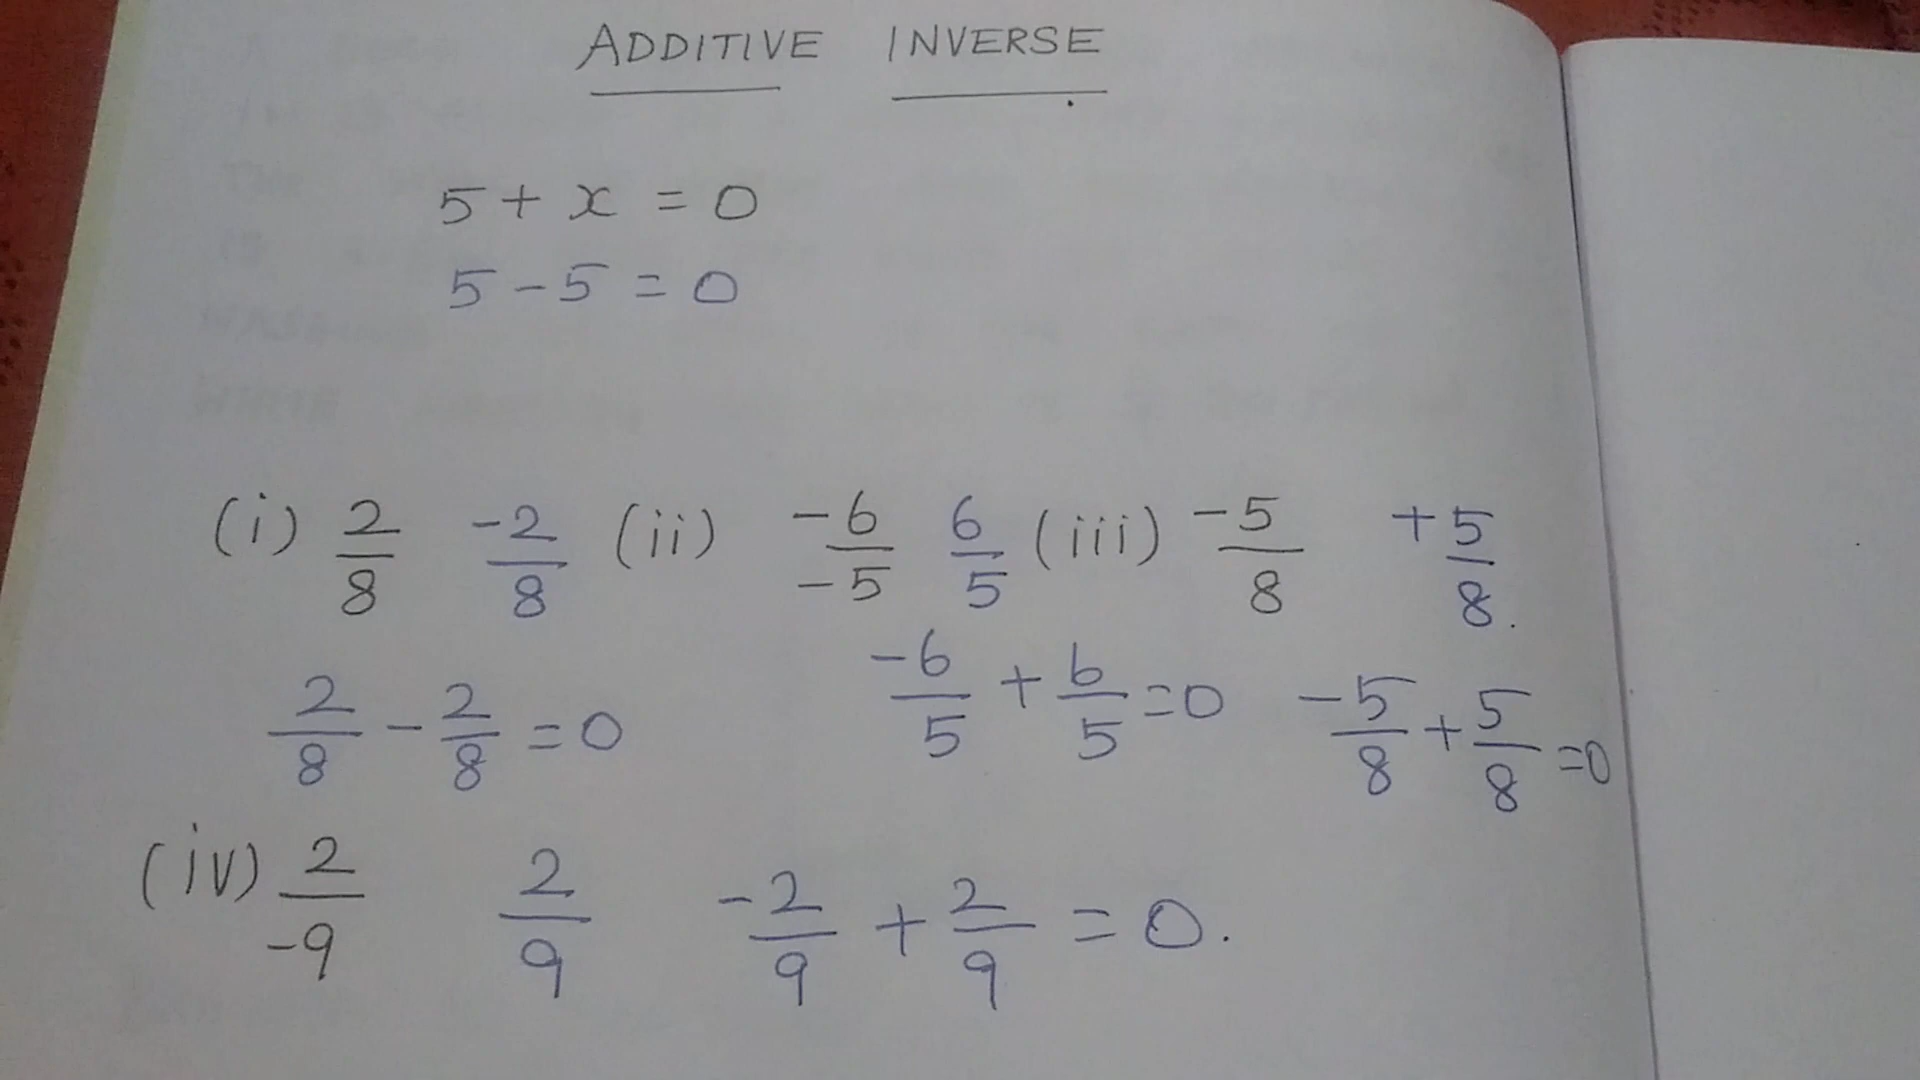 ADDITIVE INVERSE
5 + x = 0
5 - 5 = 0
(i) 2/8 -2/8 (ii) -6/-5 6/5 (iii) -5/8 +5/8.
2/8 - 2/8 = 0 -6/5 + 6/5 = 0 -5/8 + 5/8 = 0
(iv) 2/-9 2/9 -2/9 + 2/9 = 0.